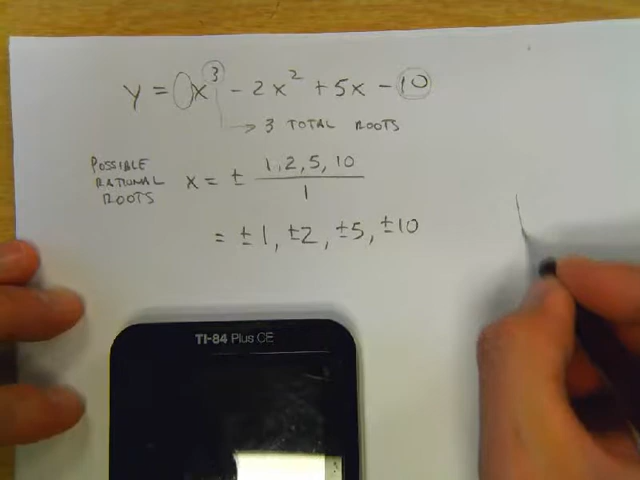 y = x³ - 2x² + 5x - 10
→ 3 TOTAL ROOTS
POSSIBLE
RATIONAL
ROOTS
x = ± 1, 2, 5, 10 / 1
= ±1, ±2, ±5, ±10
TI-84 Plus CE